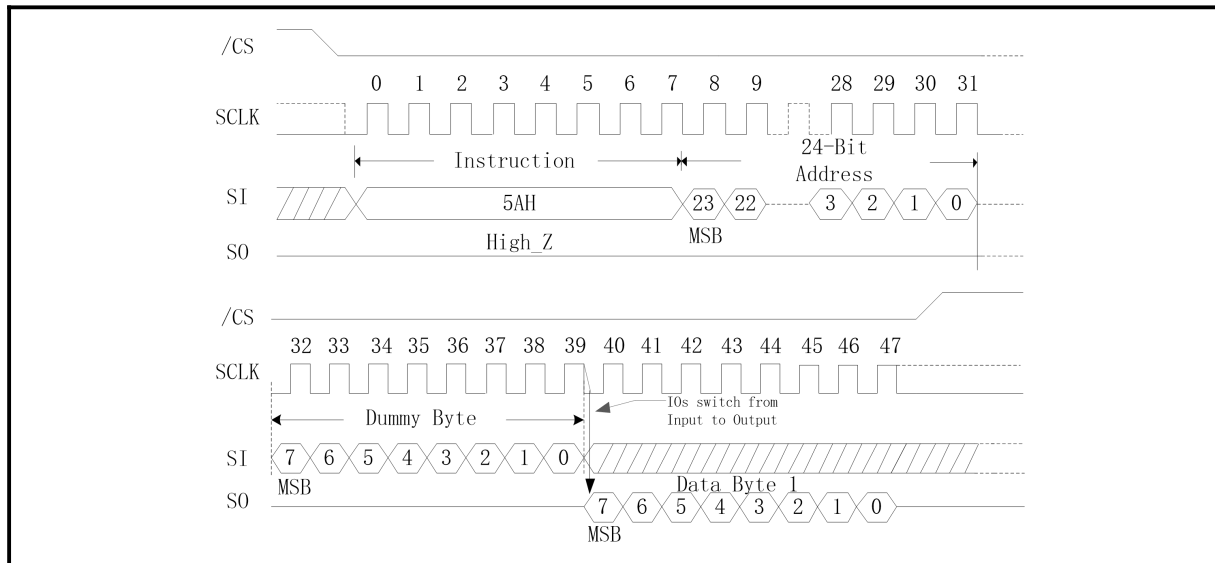 /CS
0 1 2 3 4 5 6 7 8 9 28 29 30 31
SCLK
Instruction
24-Bit
Address
SI
5AH
23 22 3 2 1 0
MSB
High_Z
SO
/CS
32 33 34 35 36 37 38 39 40 41 42 43 44 45 46 47
SCLK
IOs switch from
Input to Output
Dummy Byte
SI
7 6 5 4 3 2 1 0
MSB
Data Byte 1
SO
7 6 5 4 3 2 1 0
MSB